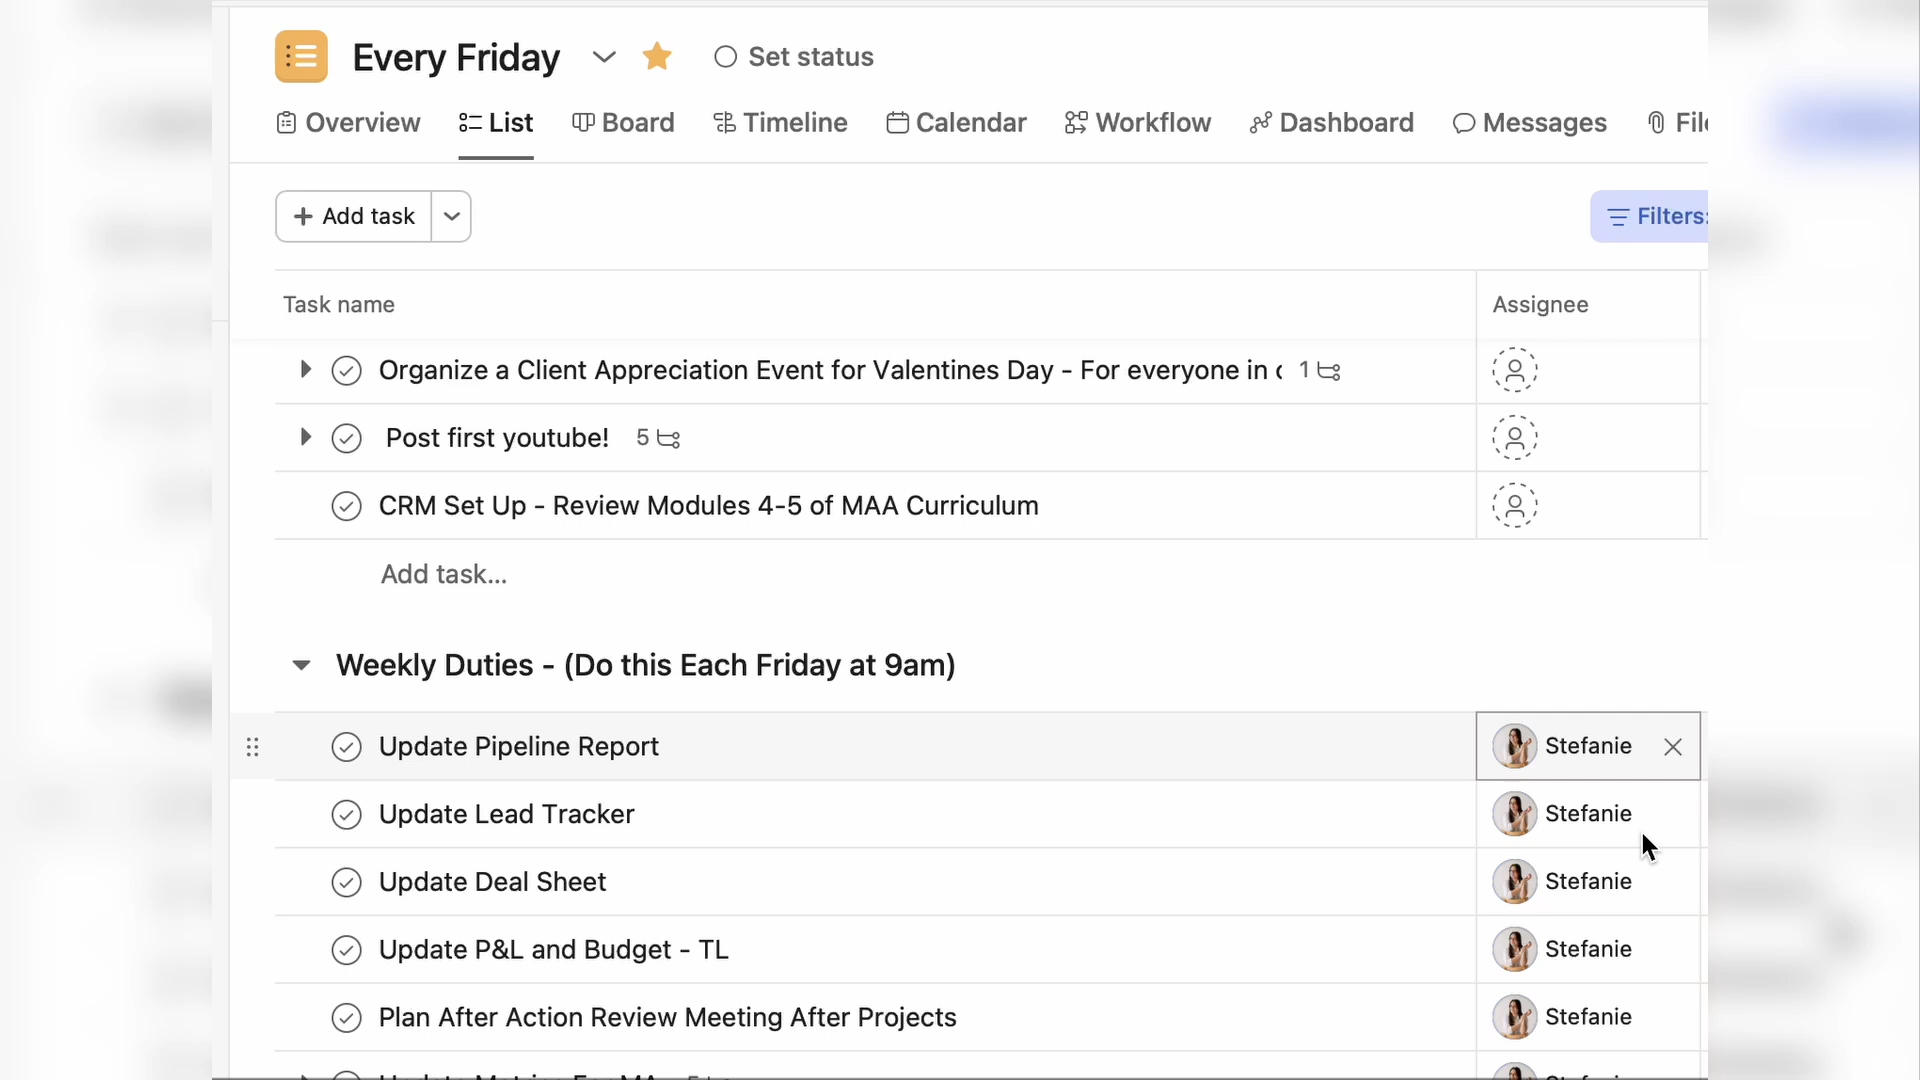 Every Friday
Set status
Overview List Board Timeline Calendar Workflow Dashboard Messages
Add task
Filters:
Task name Assignee
Organize a Client Appreciation Event for Valentines Day - For everyone in 1
Post first youtube! 5
CRM Set Up - Review Modules 4-5 of MAA Curriculum
Add task...
Weekly Duties - (Do this Each Friday at 9am)
Update Pipeline Report Stefanie
Update Lead Tracker Stefanie
Update Deal Sheet Stefanie
Update P&L and Budget - TL Stefanie
Plan After Action Review Meeting After Projects Stefanie